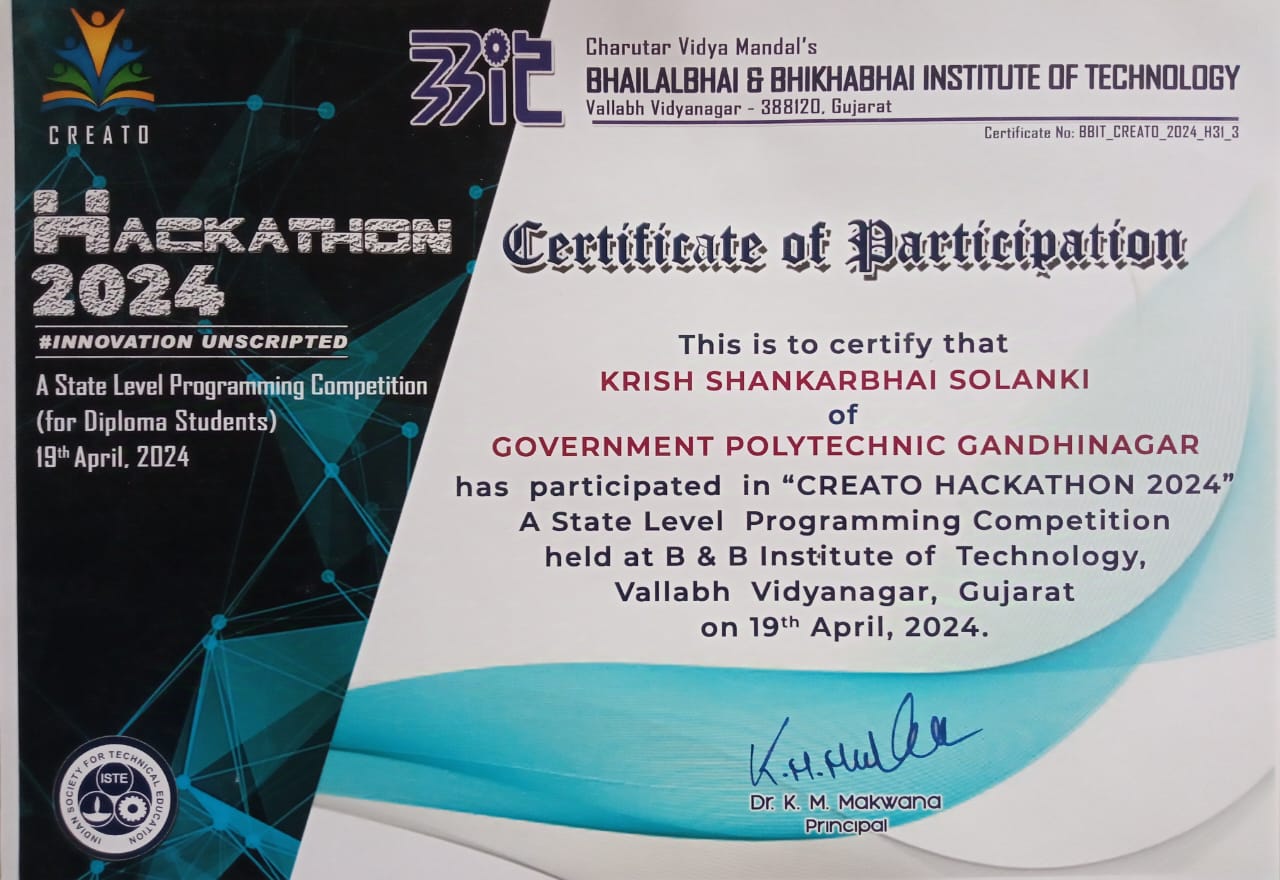 CREATO
HACKATHON
2024
#INNOVATION UNSCRIPTED
A State Level Programming Competition
(for Diploma Students)
19th April, 2024
INDIAN SOCIETY FOR TECHNICAL EDUCATION
ISTE
BBIT
Charutar Vidya Mandal's
BHAILALBHAI & BHIKHABHAI INSTITUTE OF TECHNOLOGY
Vallabh Vidyanagar - 388120, Gujarat
Certificate No: BBIT_CREATO_2024_H31_3
Certificate of Participation
This is to certify that
KRISH SHANKARBHAI SOLANKI
of
GOVERNMENT POLYTECHNIC GANDHINAGAR
has participated in “CREATO HACKATHON 2024”
A State Level Programming Competition
held at B & B Institute of Technology,
Vallabh Vidyanagar, Gujarat
on 19th April, 2024.
K.M.Makwana
Dr. K. M. Makwana
Principal